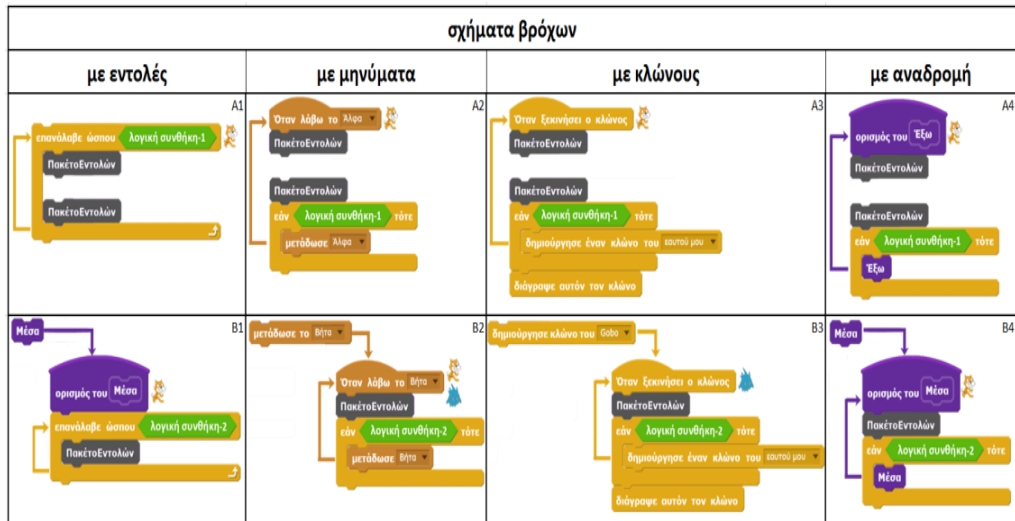 σχήματα βρόχων
με εντολές
με μηνύματα
με κλώνους
με αναδρομή
A1
επανάλαβε ώσπου λογική συνθήκη-1
ΠακέτοΕντολών
ΠακέτοΕντολών
A2
Όταν λάβω το Άλφα
ΠακέτοΕντολών
ΠακέτοΕντολών
εάν λογική συνθήκη-1 τότε
μετάδωσε Άλφα
A3
Όταν ξεκινήσει ο κλώνος
ΠακέτοΕντολών
ΠακέτοΕντολών
εάν λογική συνθήκη-1 τότε
δημιούργησε έναν κλώνο του εαυτού μου
διάγραψε αυτόν τον κλώνο
A4
ορισμός του Έξω
ΠακέτοΕντολών
ΠακέτοΕντολών
εάν λογική συνθήκη-1 τότε
Έξω
B1
Μέσα
ορισμός του Μέσα
επανάλαβε ώσπου λογική συνθήκη-2
ΠακέτοΕντολών
B2
μετάδωσε το Βήτα
Όταν λάβω το Βήτα
ΠακέτοΕντολών
εάν λογική συνθήκη-2 τότε
μετάδωσε Βήτα
B3
δημιούργησε κλώνο του Gobo
Όταν ξεκινήσει ο κλώνος
ΠακέτοΕντολών
εάν λογική συνθήκη-2 τότε
δημιούργησε έναν κλώνο του εαυτού μου
διάγραψε αυτόν τον κλώνο
B4
Μέσα
ορισμός του Μέσα
ΠακέτοΕντολών
εάν λογική συνθήκη-2 τότε
Μέσα